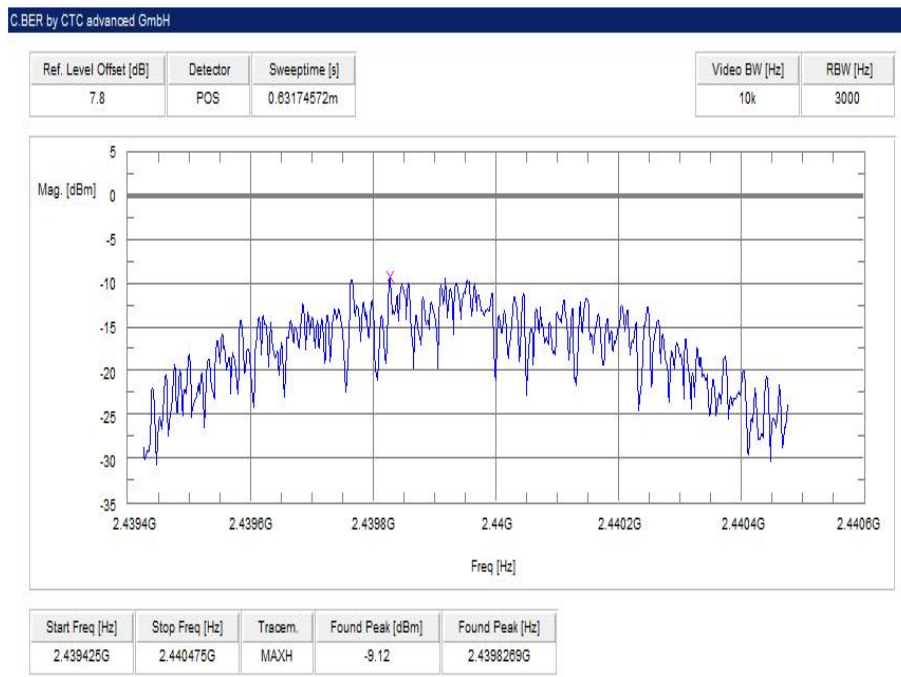 C.BER by CTC advanced GmbH
Ref. Level Offset [dB] Detector Sweeptime [s] Video BW [Hz] RBW [Hz]
7.8 POS 0.63174572m 10k 3000
5
Mag. [dBm] 0
-5
-10
-15
-20
-25
-30
-35
2.4394G 2.4396G 2.4398G 2.44G 2.4402G 2.4404G 2.4406G
Freq [Hz]
Start Freq [Hz] Stop Freq [Hz] Tracem. Found Peak [dBm] Found Peak [Hz]
2.439425G 2.440475G MAXH -9.12 2.4398269G